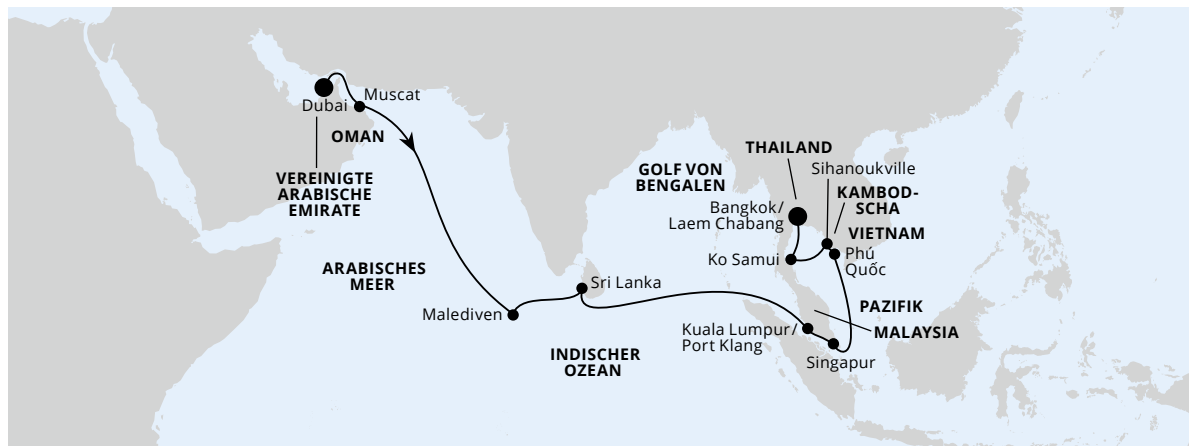 Dubai
Muscat
OMAN
VEREINIGTE
ARABISCHE
EMIRATE
ARABISCHES
MEER
Malediven
Sri Lanka
INDISCHER
OZEAN
GOLF VON
BENGALEN
THAILAND
Sihanoukville
KAMBOD-
SCHA
Bangkok/
Laem Chabang
VIETNAM
Phú
Quốc
Ko Samui
PAZIFIK
MALAYSIA
Kuala Lumpur/
Port Klang
Singapur